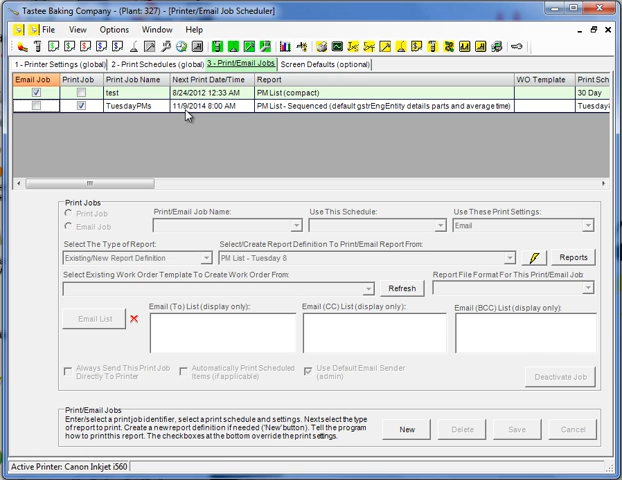 Tastee Baking Company - (Plant: 327) - [Printer/Email Job Scheduler]
File View Options Window Help
1 - Printer Settings (global) 2 - Print Schedules (global) 3 - Print/Email Jobs Screen Defaults (optional)
Email Job Print Job Print Job Name Next Print Date/Time Report WO Template Print Sch
test 8/24/2012 12:33 AM PM List (compact) 30 Day
TuesdayPMs 11/9/2014 8:00 AM PM List - Sequenced (default gstrEngEntity details parts and average time) Tuesday8
Print Jobs
Print Job
Email Job
Print/Email Job Name: Use This Schedule: Use These Print Settings:
Email
Select The Type of Report: Select/Create Report Definition To Print/Email Report From:
Existing/New Report Definition PM List - Tuesday 8 Reports
Select Existing Work Order Template To Create Work Order From: Report File Format For This Print/Email Job:
Refresh
Email List Email (To) List (display only): Email (CC) List (display only): Email (BCC) List (display only):
Always Send This Print Job Directly To Printer
Automatically Print Scheduled Items (if applicable)
Use Default Email Sender (admin)
Deactivate Job
Print/Email Jobs
Enter/select a print job identifier, select a print schedule and settings. Next select the type
of report to print. Create a new report definition if needed ('New' button). Tell the program
how to print this report. The checkboxes at the bottom override the print settings.
New Delete Save Cancel
Active Printer: Canon Inkjet i560